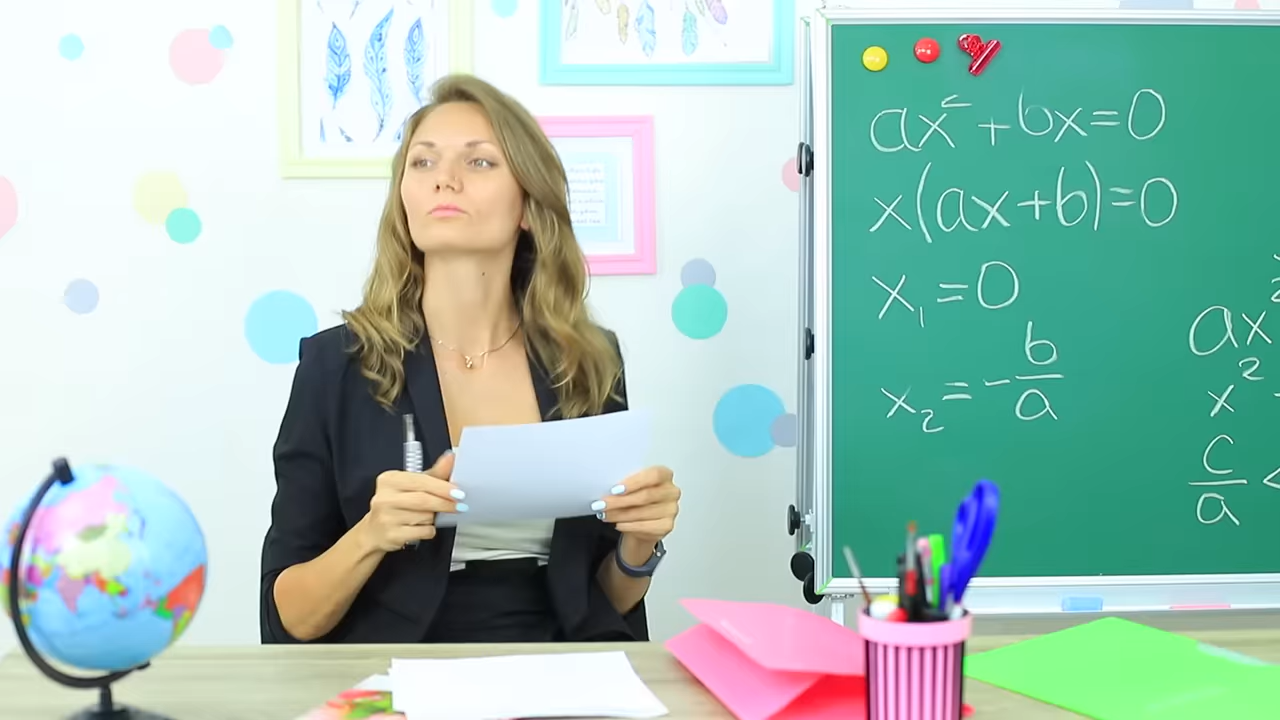 ax² + bx = 0
x(ax+b) = 0
x₁ = 0
x₂ = - b/a
ax
x²
c/a <